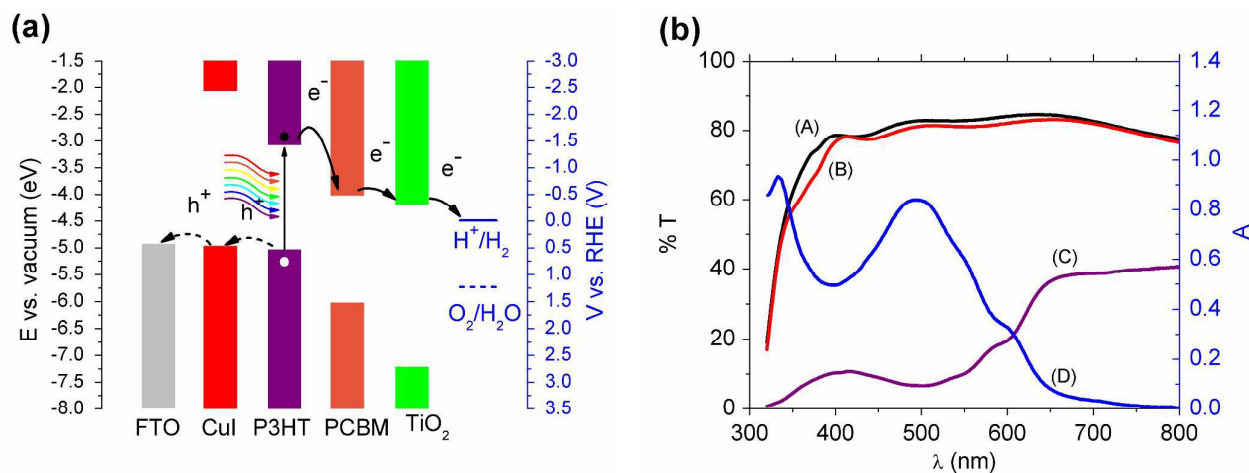 (a)
E vs. vacuum (eV)
-1.5
-2.0
-2.5
-3.0
-3.5
-4.0
-4.5
-5.0
-5.5
-6.0
-6.5
-7.0
-7.5
-8.0
e⁻
e⁻
e⁻
h⁺
h⁺
H⁺/H₂
O₂/H₂O
FTO CuI P3HT PCBM TiO₂
-3.0
-2.5
-2.0
-1.5
-1.0
-0.5
0.0
0.5
1.0
1.5
2.0
2.5
3.0
3.5
V vs. RHE (V)
(b)
% T
100
80
60
40
20
0
(A)
(B)
(C)
(D)
1.4
1.2
1.0
0.8
0.6
0.4
0.2
0.0
A
300 400 500 600 700 800
λ (nm)